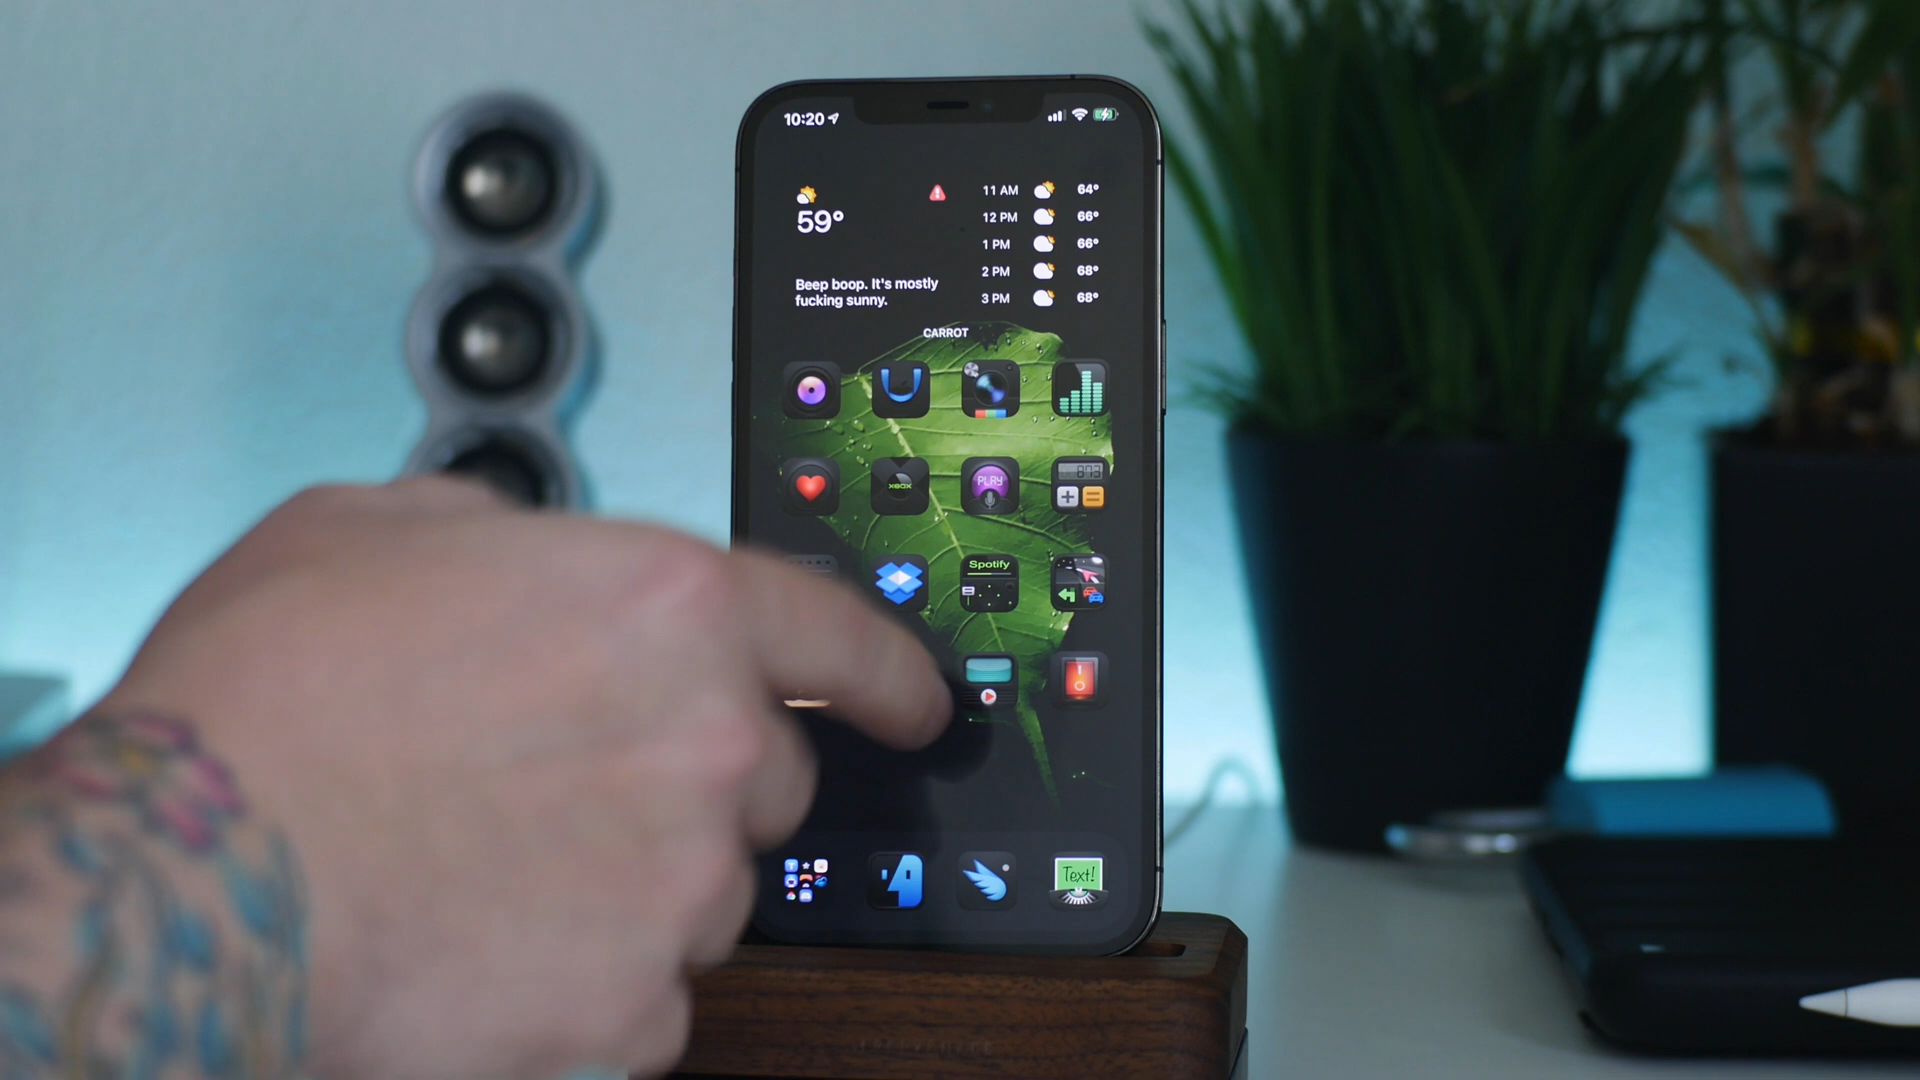 10:20
59°
Beep boop. It's mostly
fucking sunny.
11 AM 64°
12 PM 66°
1 PM 66°
2 PM 68°
3 PM 68°
CARROT
XBOX
PLAY
803
Spotify
Text!